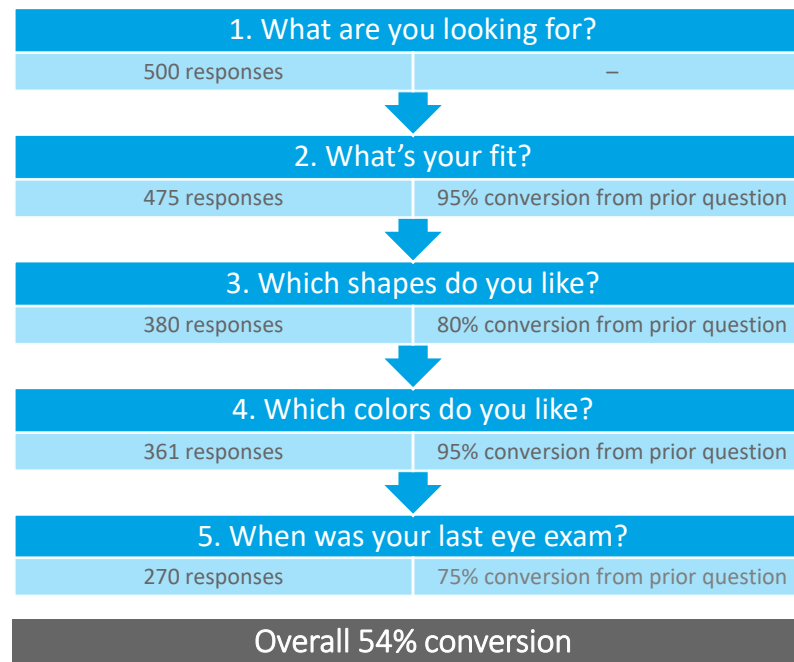 1. What are you looking for?
500 responses
–
2. What’s your fit?
475 responses
95% conversion from prior question
3. Which shapes do you like?
380 responses
80% conversion from prior question
4. Which colors do you like?
361 responses
95% conversion from prior question
5. When was your last eye exam?
270 responses
75% conversion from prior question
Overall 54% conversion